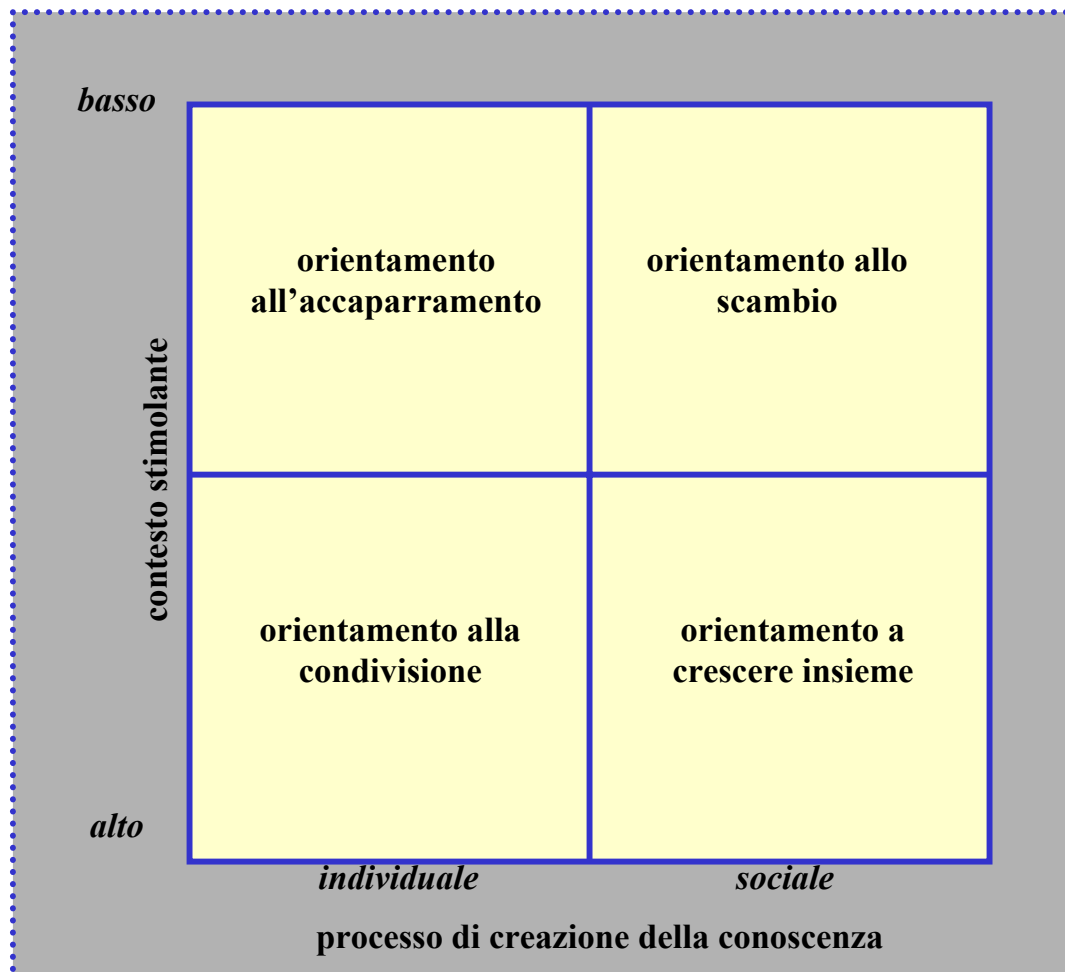 basso
orientamento
all’accaparramento
orientamento allo
scambio
contesto stimolante
orientamento alla
condivisione
orientamento a
crescere insieme
alto
individuale
sociale
processo di creazione della conoscenza